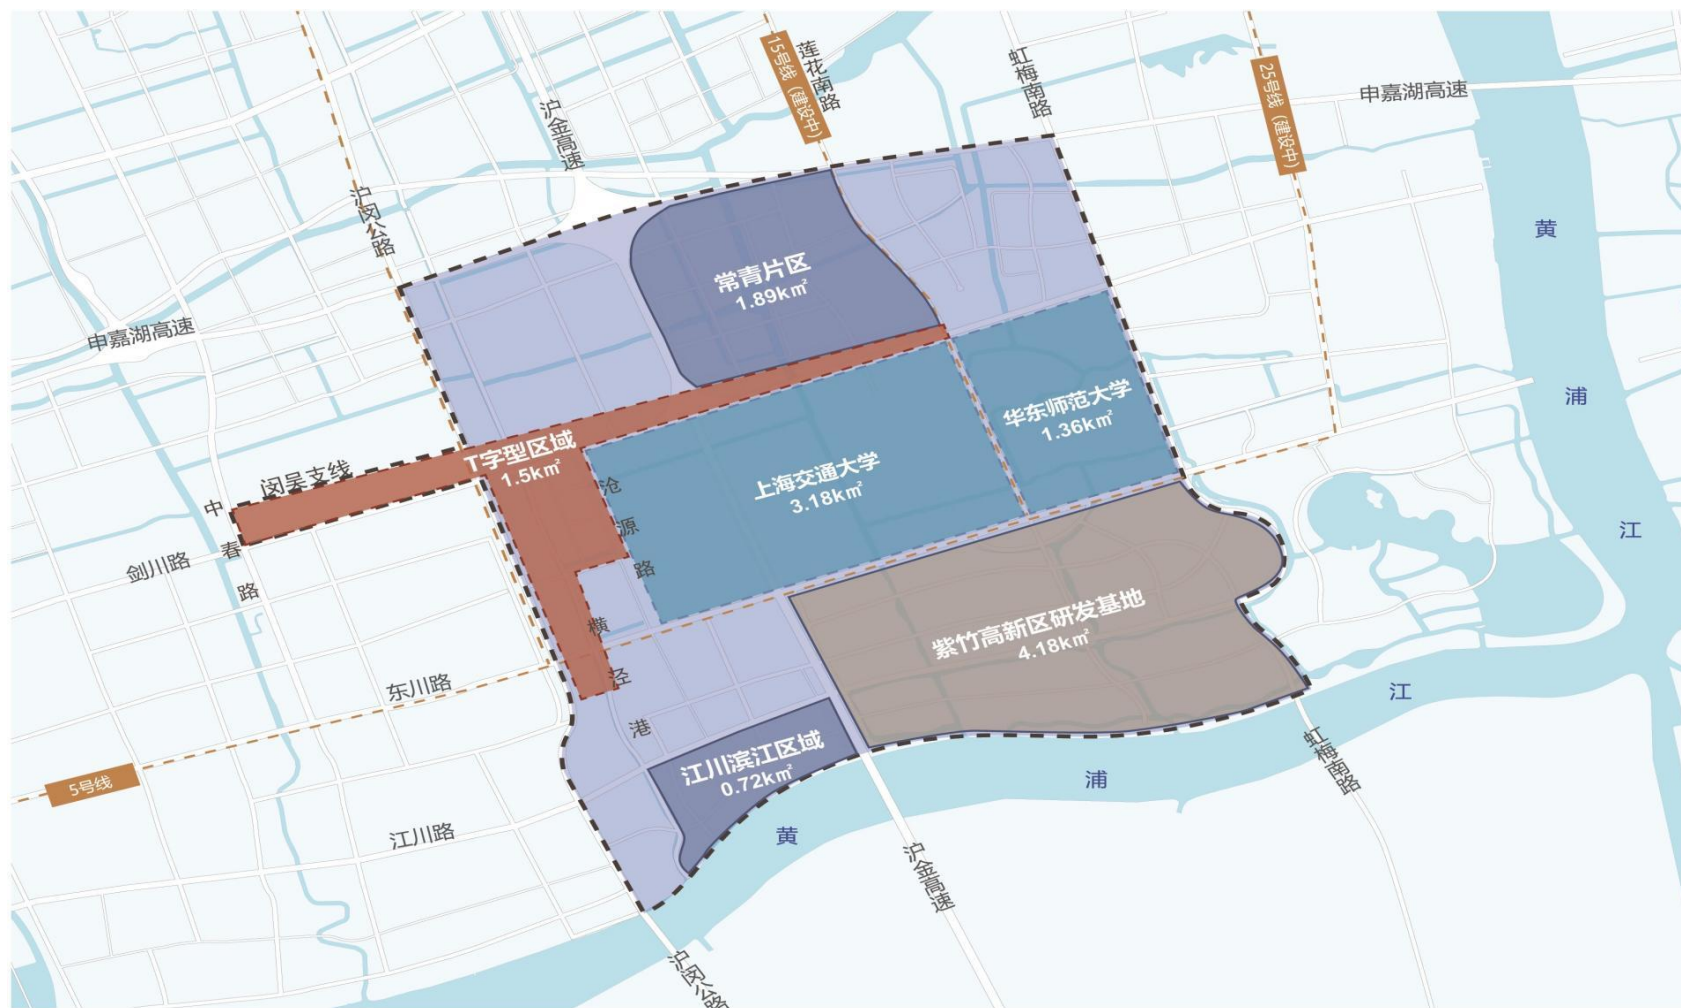 15号线（建设中）
莲花南路
虹梅南路
25号线（建设中）
申嘉湖高速
沪金高速
沪闵公路
黄
浦
江
常青片区
1.89k㎡
申嘉湖高速
华东师范大学
1.36k㎡
T字型区域
1.5k㎡
闵吴支线
上海交通大学
3.18k㎡
沧
源
路
中
春
路
剑川路
紫竹高新区研发基地
4.18k㎡
横
泾
港
东川路
江川滨江区域
0.72k㎡
5号线
江川路
黄
浦
江
虹梅南路
沪金高速
沪闵公路